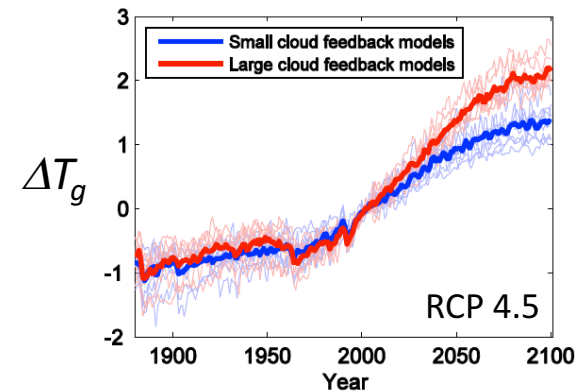 3
Small cloud feedback models
Large cloud feedback models
2
1
ΔTg
0
-1
RCP 4.5
-2
1900 1950 2000 2050 2100
Year